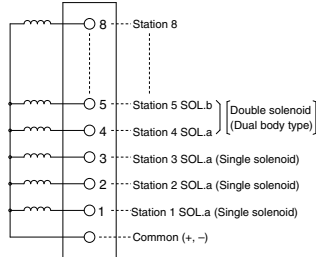 8 Station 8
5 Station 5 SOL.b
4 Station 4 SOL.a
Double solenoid
(Dual body type)
3 Station 3 SOL.a (Single solenoid)
2 Station 2 SOL.a (Single solenoid)
1 Station 1 SOL.a (Single solenoid)
Common (+, –)